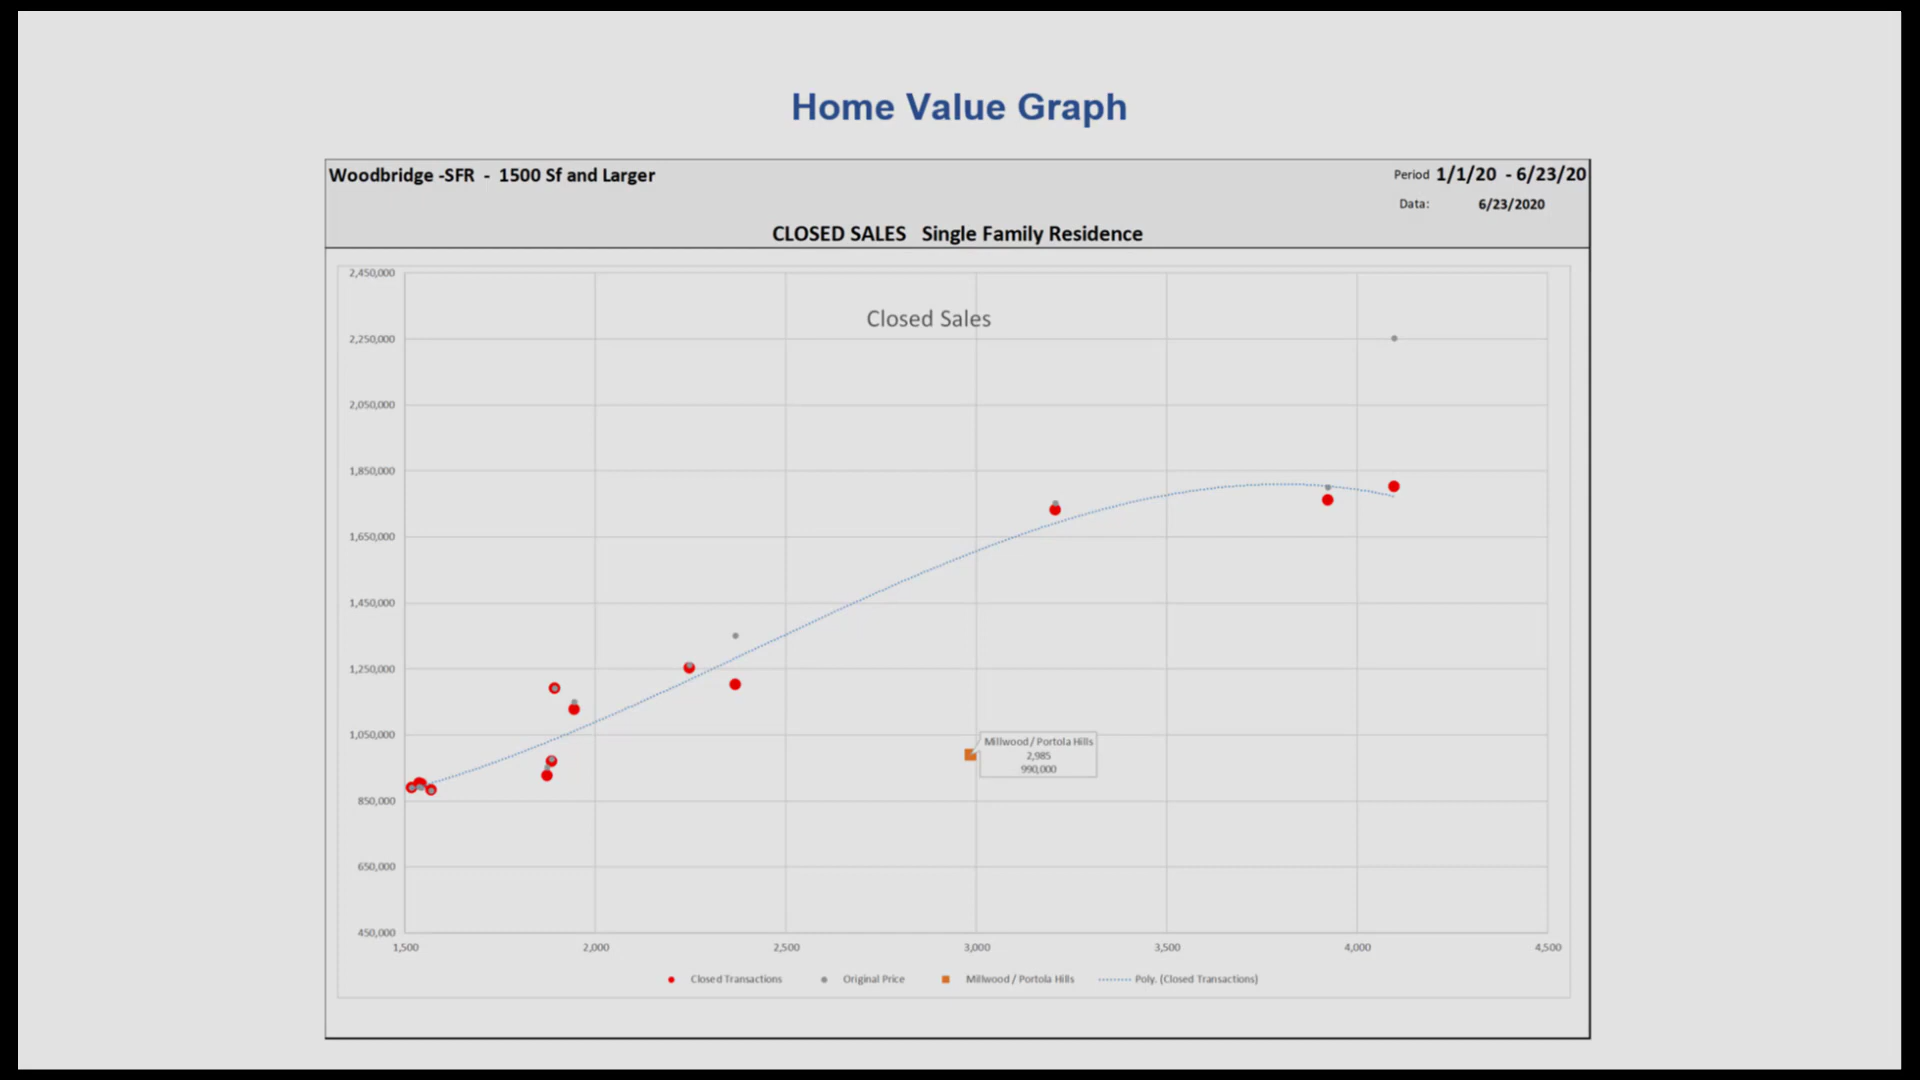 Home Value Graph
Woodbridge -SFR - 1500 Sf and Larger
Period 1/1/20 - 6/23/20
Data: 6/23/2020
CLOSED SALES Single Family Residence
Closed Sales
2,450,000
2,250,000
2,050,000
1,850,000
1,650,000
1,450,000
1,250,000
1,050,000
850,000
650,000
450,000
Millwood / Portola Hills
2,985
990,000
1,500 2,000 2,500 3,000 3,500 4,000 4,500
Closed Transactions Original Price Millwood / Portola Hills Poly. (Closed Transactions)